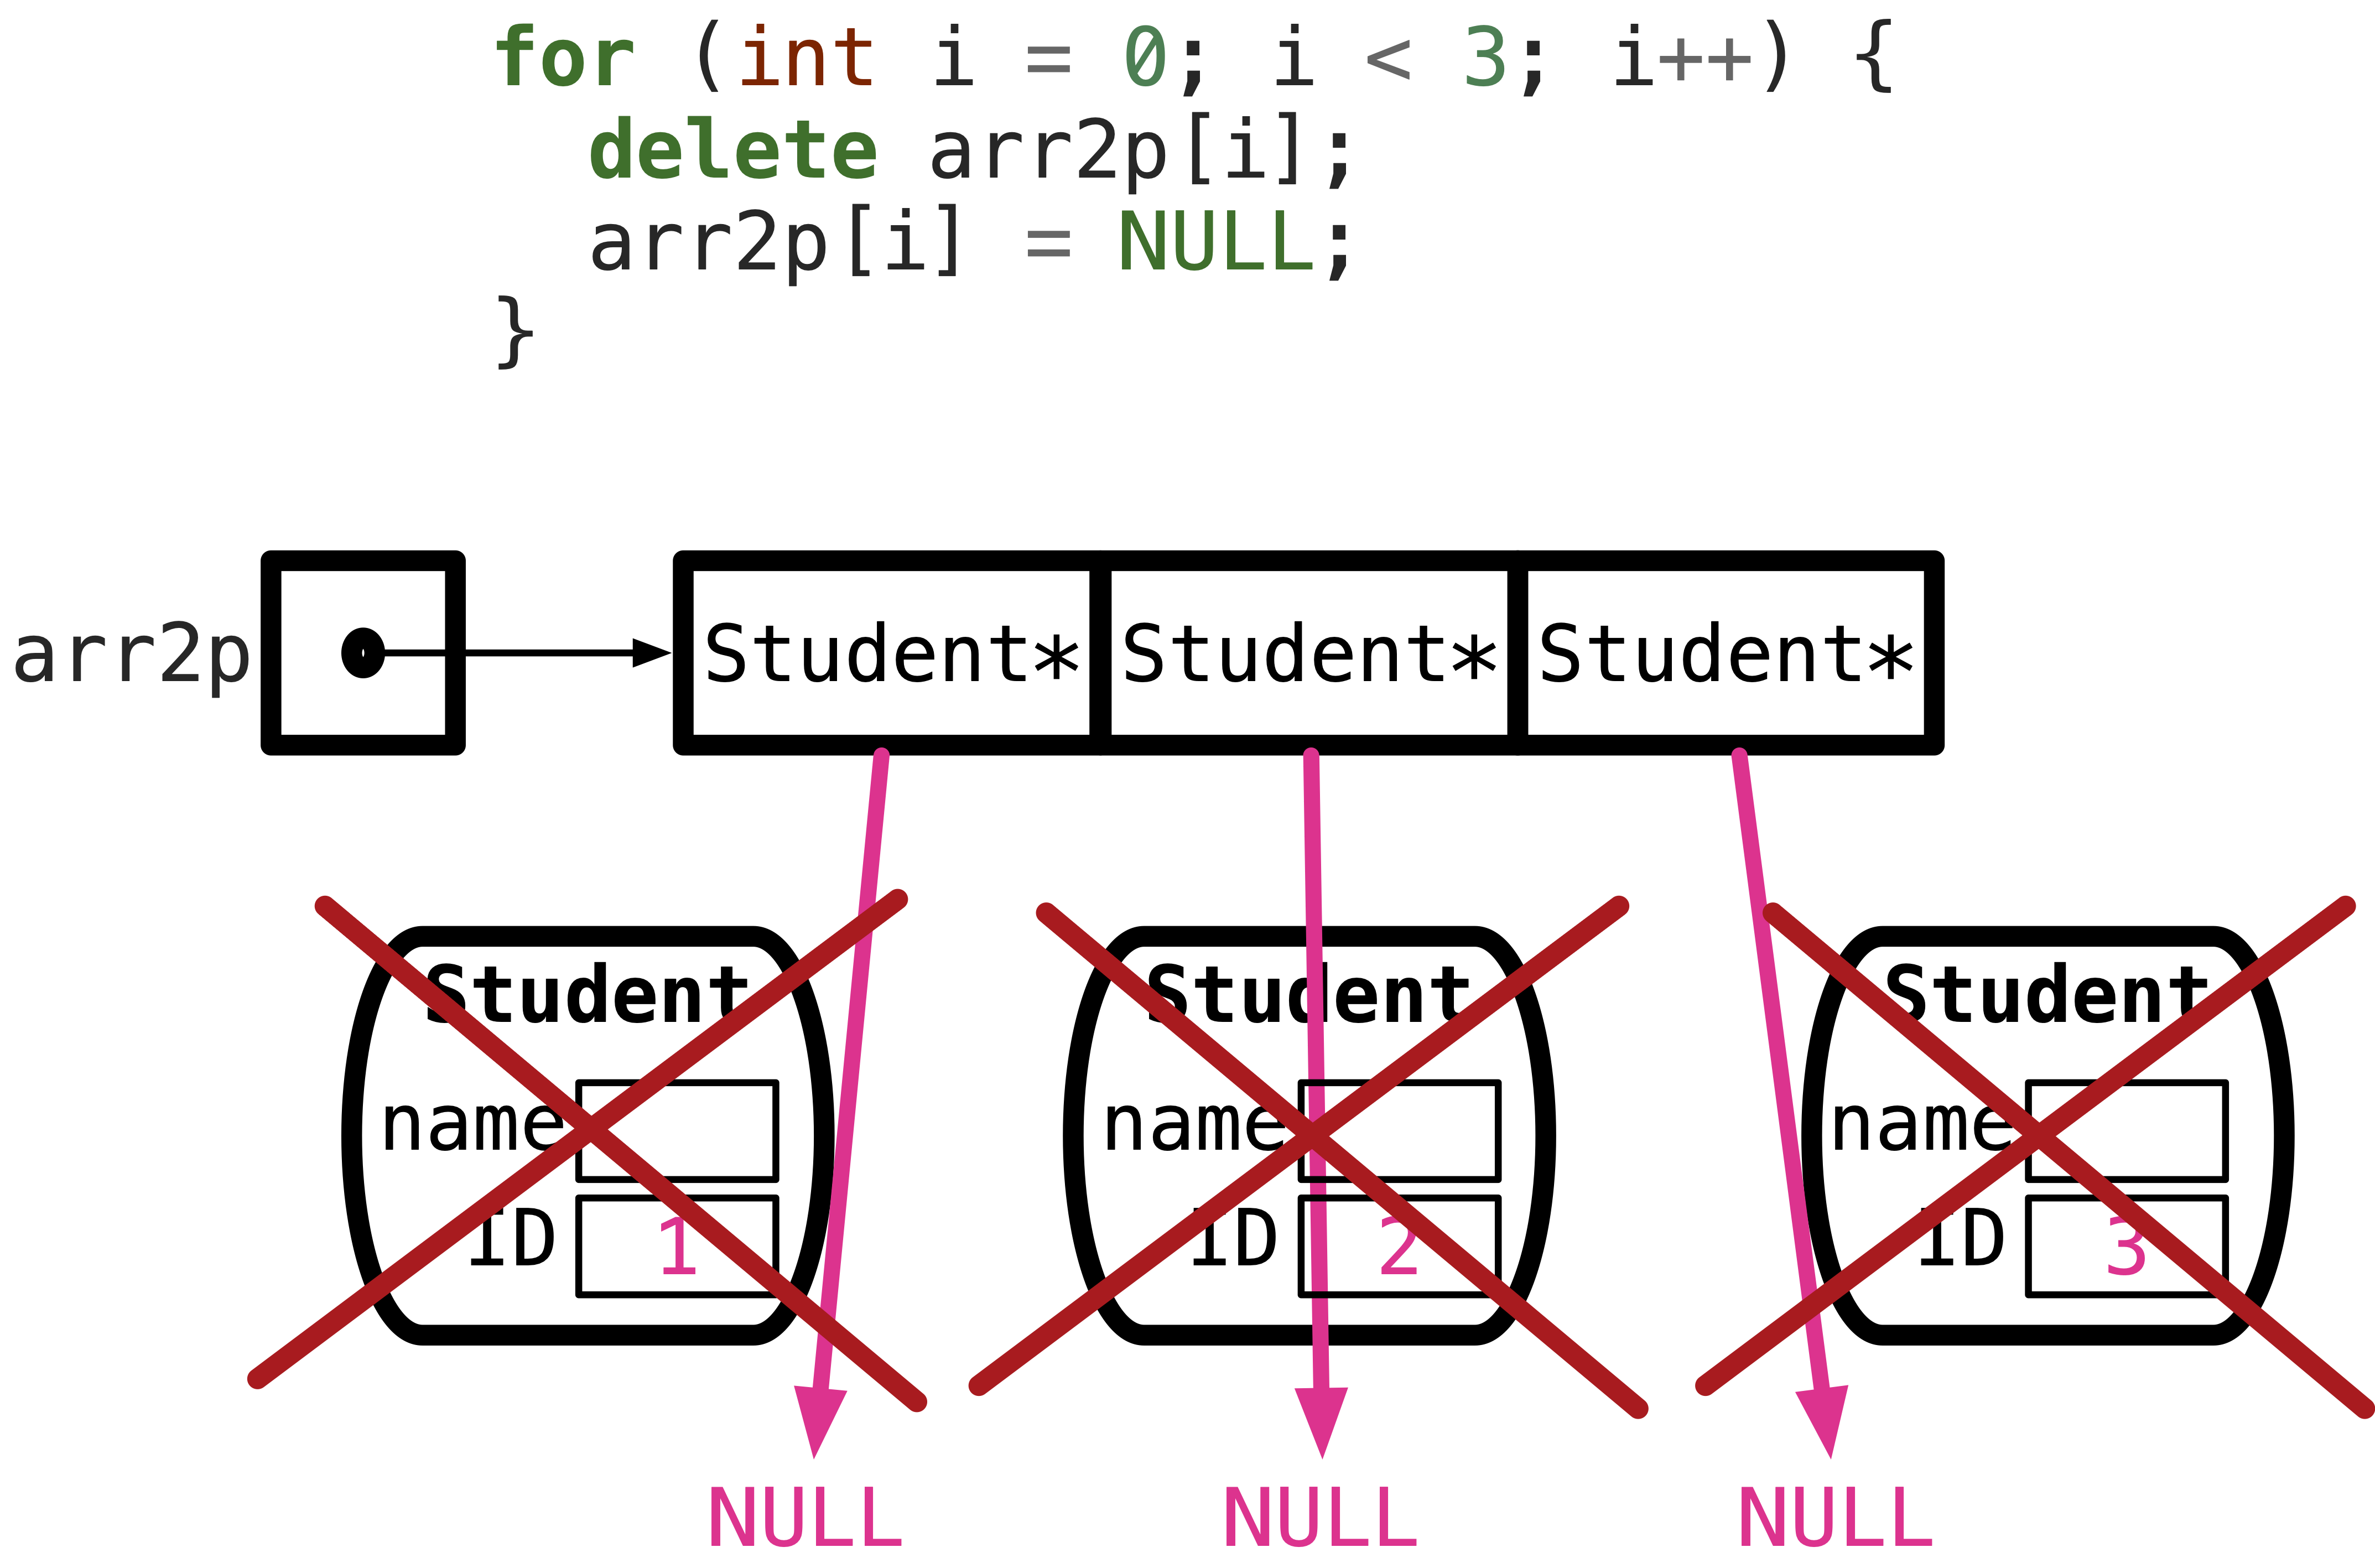 for (int i = 0; i < 3; i++) {
  delete arr2p[i];
  arr2p[i] = NULL;
}
arr2p Student* Student* Student*
Student Student Student
name name name
ID 1 ID 2 ID 3
NULL NULL NULL